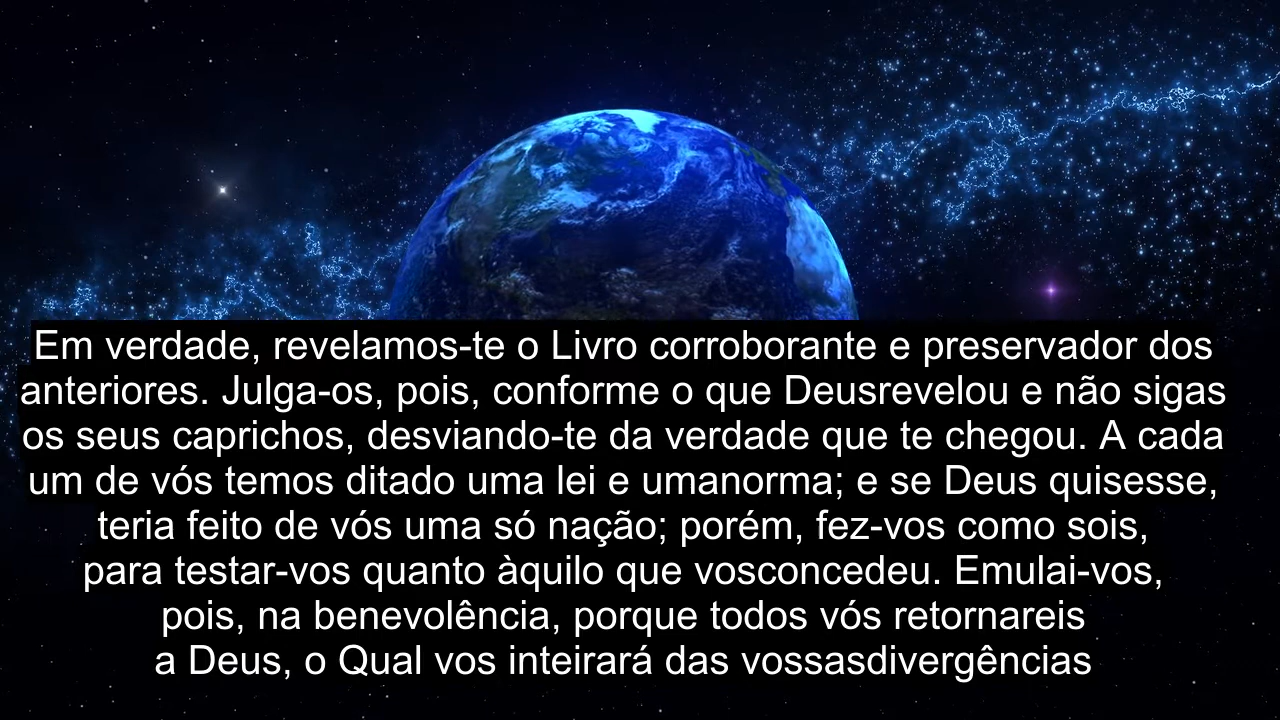 Em verdade, revelamos-te o Livro corroborante e preservador dos
anteriores. Julga-os, pois, conforme o que Deusrevelou e não sigas
os seus caprichos, desviando-te da verdade que te chegou. A cada
um de vós temos ditado uma lei e umanorma; e se Deus quisesse,
teria feito de vós uma só nação; porém, fez-vos como sois,
para testar-vos quanto àquilo que vosconcedeu. Emulai-vos,
pois, na benevolência, porque todos vós retornareis
a Deus, o Qual vos inteirará das vossasdivergências